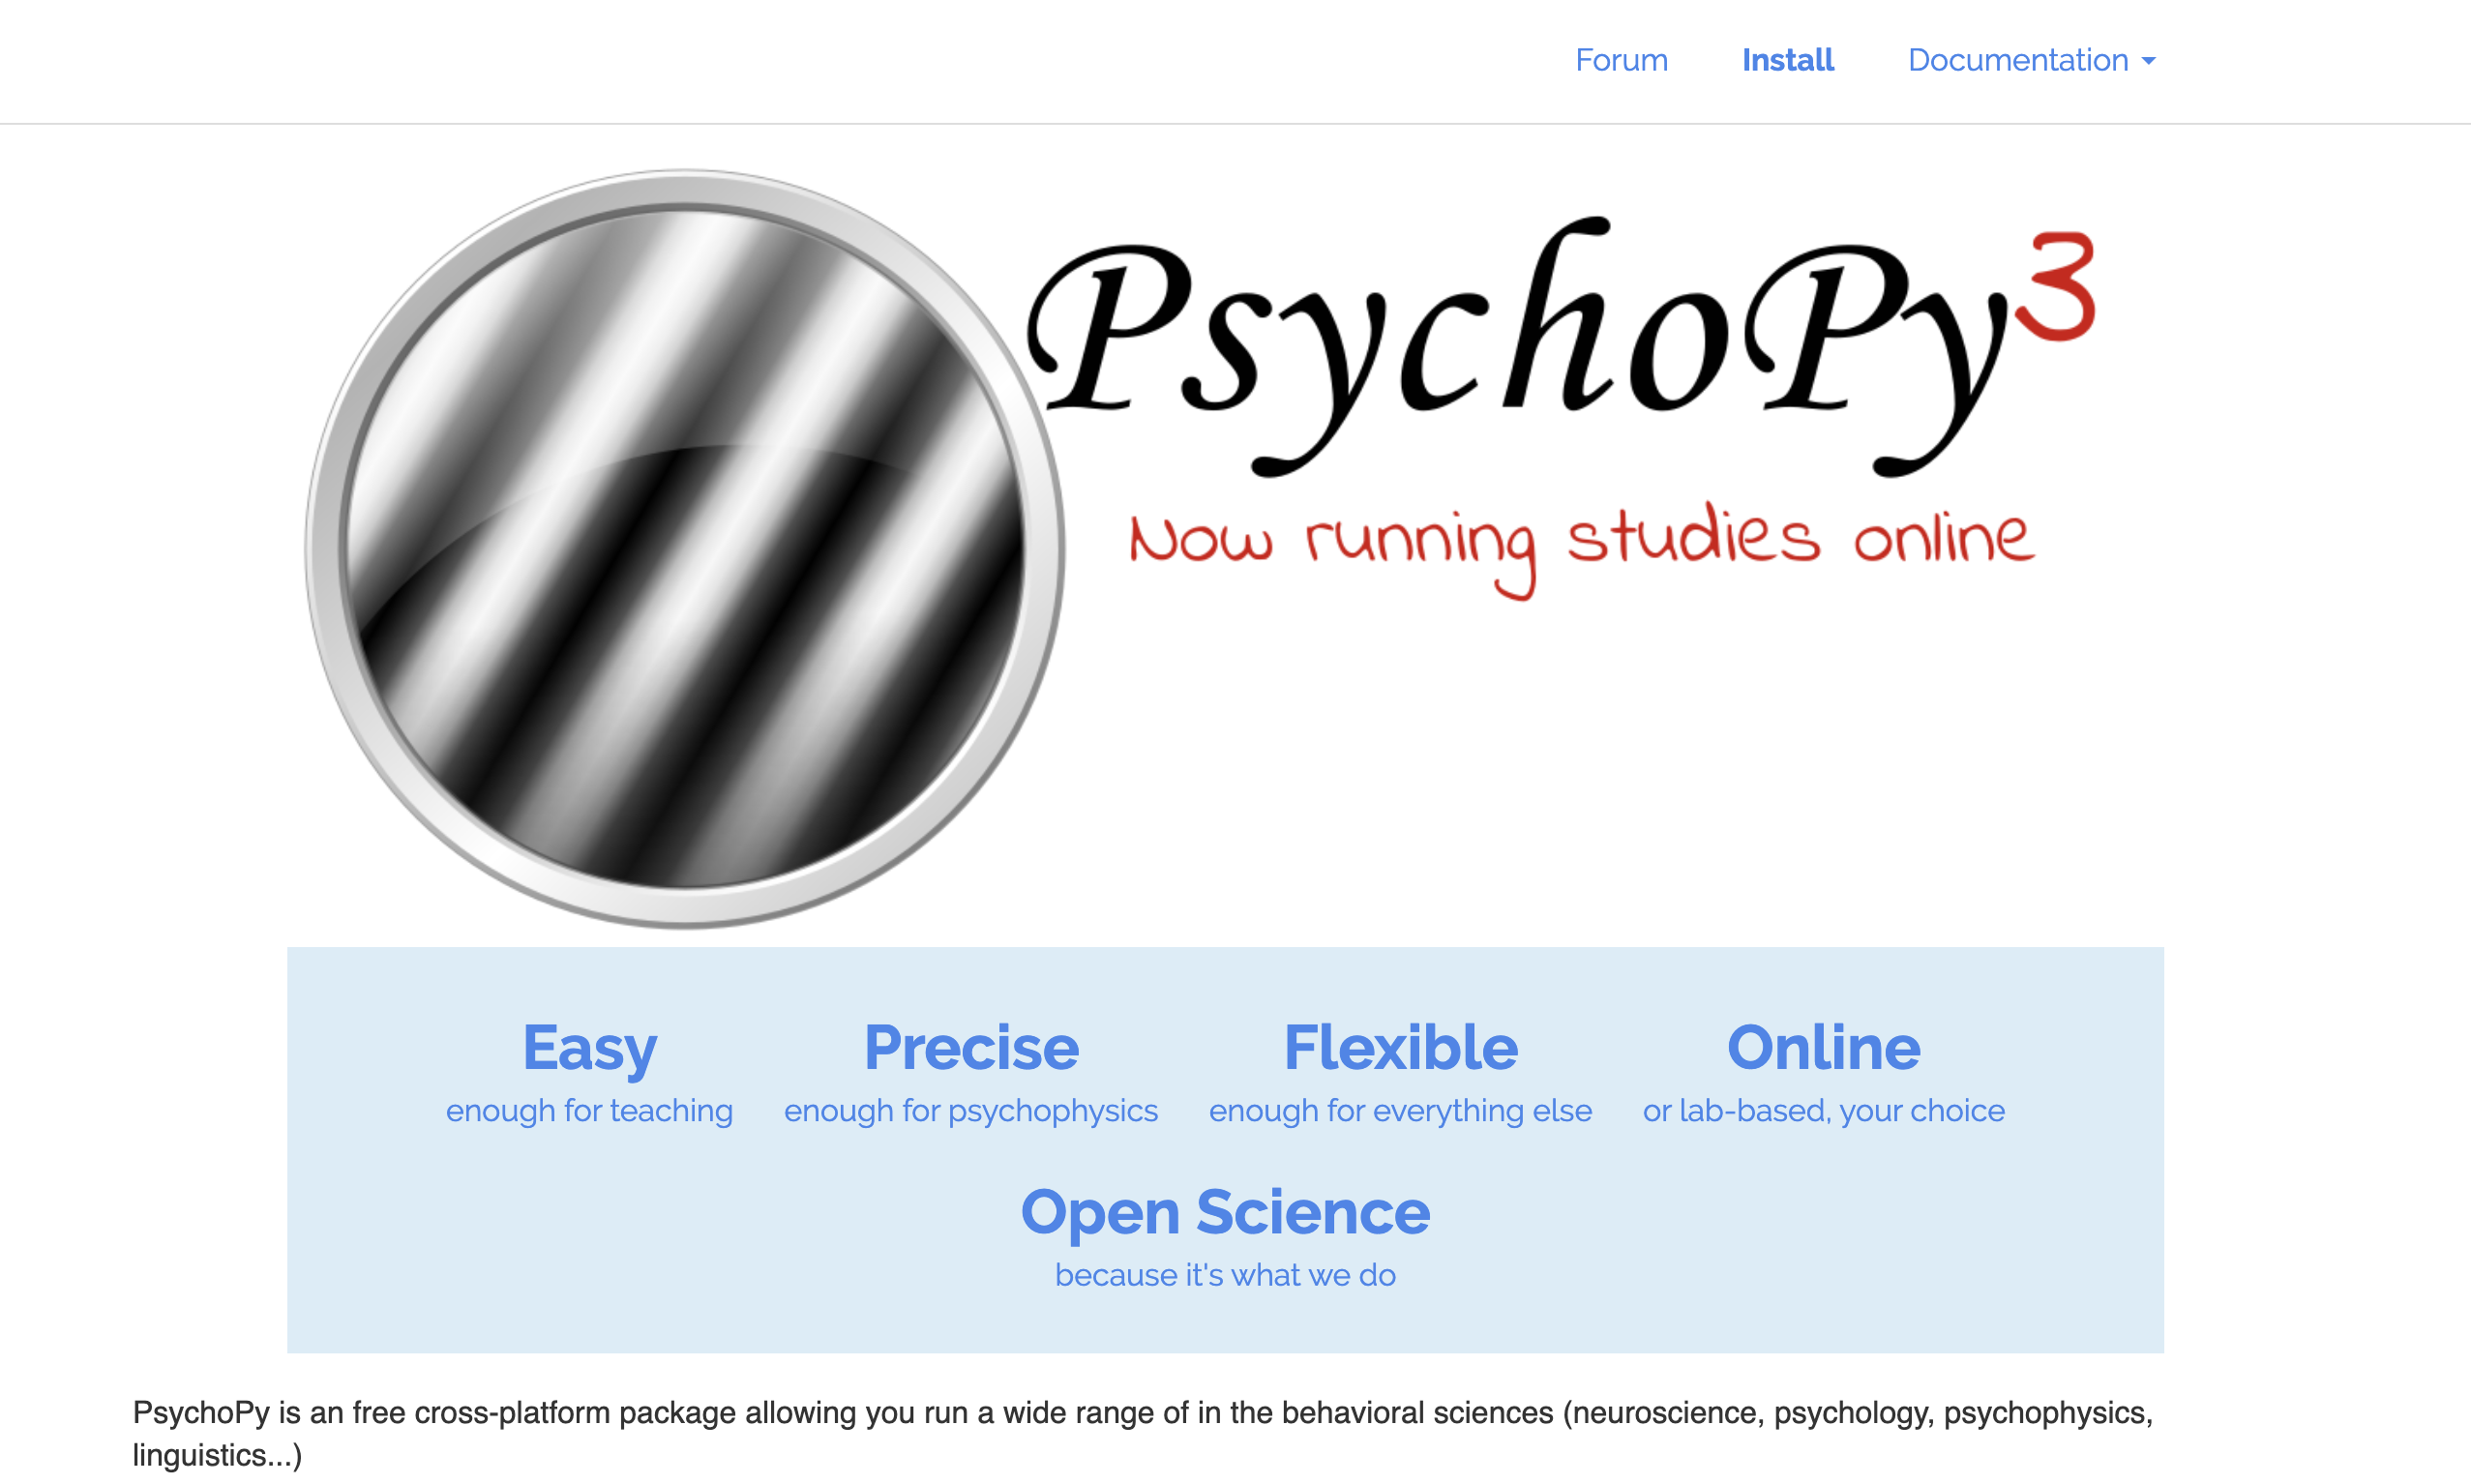 Forum Install Documentation
PsychoPy3
Now running studies online
Easy Precise Flexible Online
enough for teaching enough for psychophysics enough for everything else or lab-based, your choice
Open Science
because it's what we do
PsychoPy is an free cross-platform package allowing you run a wide range of in the behavioral sciences (neuroscience, psychology, psychophysics,
linguistics...)